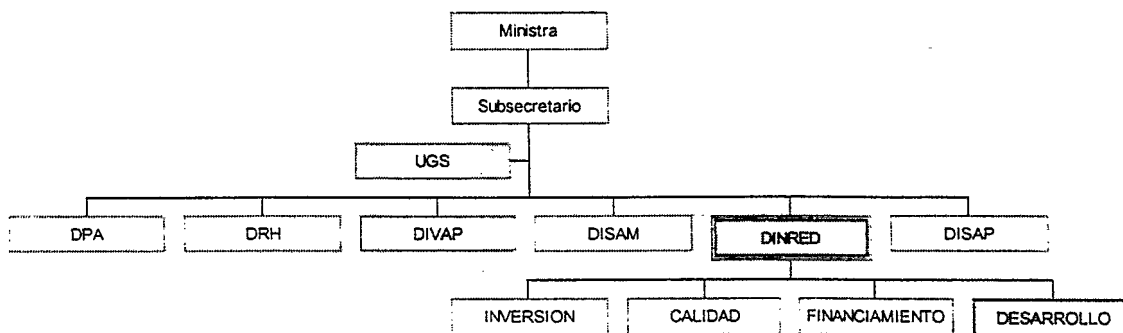 Ministra
Subsecretario
UGS
DPA
DRH
DIVAP
DISAM
DINRED
DISAP
INVERSION
CALIDAD
FINANCIAMIENTO
DESARROLLO